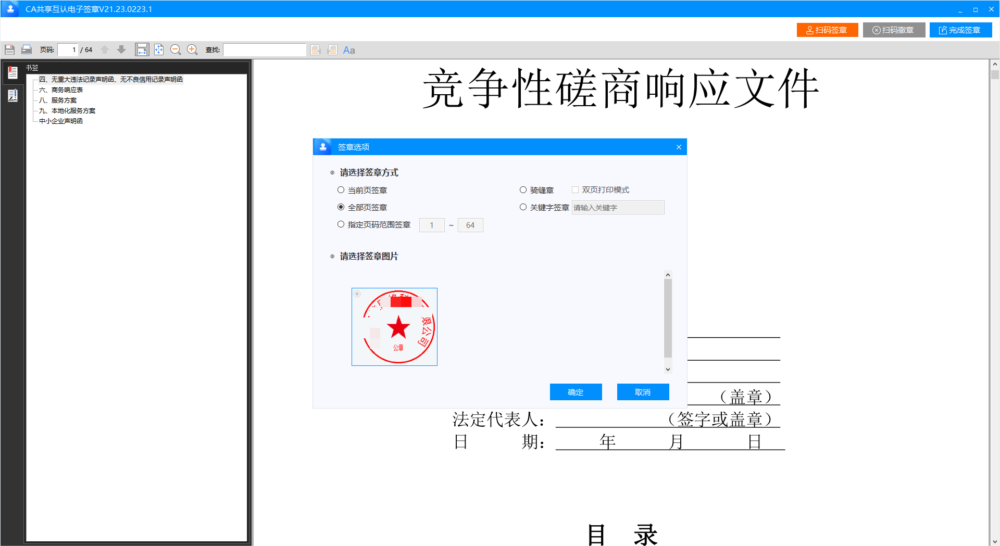 CA共享互认电子签章V21.23.0223.1
扫码签章 扫码撤章 完成签章
页码: 1 / 64 查找: Aa
书签
四、无重大违法记录声明函、无不良信用记录声明函
六、商务响应表
八、服务方案
九、本地化服务方案
中小企业声明函
竞争性磋商响应文件
签章选项
请选择签章方式
当前页签章 骑缝章 双页打印模式
全部页签章 关键字签章 请输入关键字
指定页码范围签章 1 ~ 64
请选择签章图片
限公司
公章
确定 取消
（盖章）
法定代表人： （签字或盖章）
日 期： 年 月 日
目 录